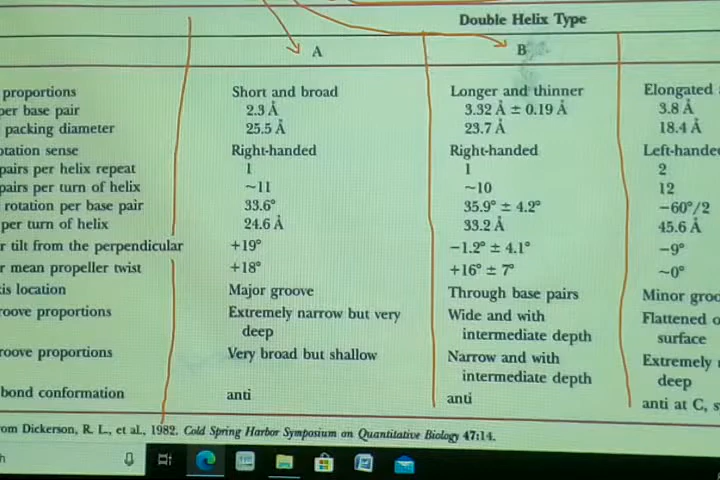 Double Helix Type
A B
proportions Short and broad Longer and thinner Elongated
per base pair 2.3 Å 3.32 Å ± 0.19 Å 3.8 Å
packing diameter 25.5 Å 23.7 Å 18.4 Å
otation sense Right-handed Right-handed Left-hande
pairs per helix repeat 1 1 2
pairs per turn of helix ~11 ~10 12
rotation per base pair 33.6° 35.9° ± 4.2° −60°/2
per turn of helix 24.6 Å 33.2 Å 45.6 Å
r tilt from the perpendicular +19° −1.2° ± 4.1° −9°
r mean propeller twist +18° +16° ± 7° ~0°
is location Major groove Through base pairs Minor groo
roove proportions Extremely narrow but very Wide and with Flattened o
deep intermediate depth surface
roove proportions Very broad but shallow Narrow and with Extremely
intermediate depth deep
bond conformation anti anti anti at C, s
om Dickerson, R. L., et al., 1982. Cold Spring Harbor Symposium on Quantitative Biology 47:14.
h